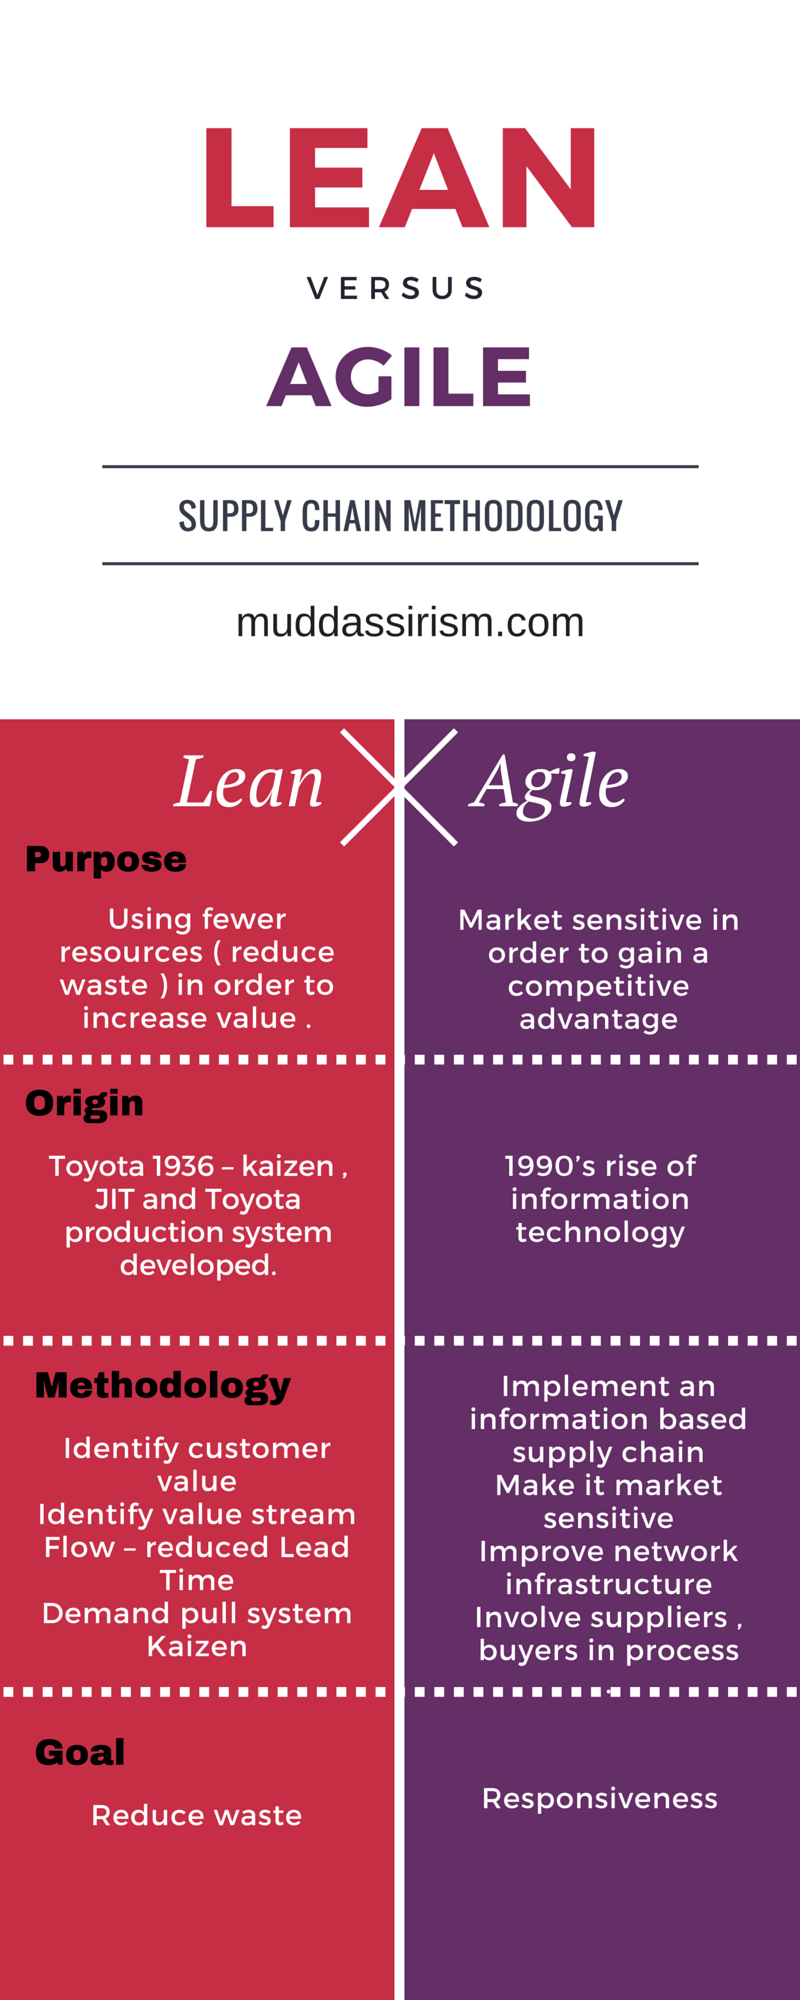 LEAN
VERSUS
AGILE
SUPPLY CHAIN METHODOLOGY
muddassirism.com
Lean
Agile
Purpose
Using fewer
resources ( reduce
waste ) in order to
increase value .
Market sensitive in
order to gain a
competitive
advantage
Origin
Toyota 1936 – kaizen ,
JIT and Toyota
production system
developed.
1990’s rise of
information
technology
Methodology
Identify customer
value
Identify value stream
Flow – reduced Lead
Time
Demand pull system
Kaizen
Implement an
information based
supply chain
Make it market
sensitive
Improve network
infrastructure
Involve suppliers ,
buyers in process
.
Goal
Reduce waste
Responsiveness